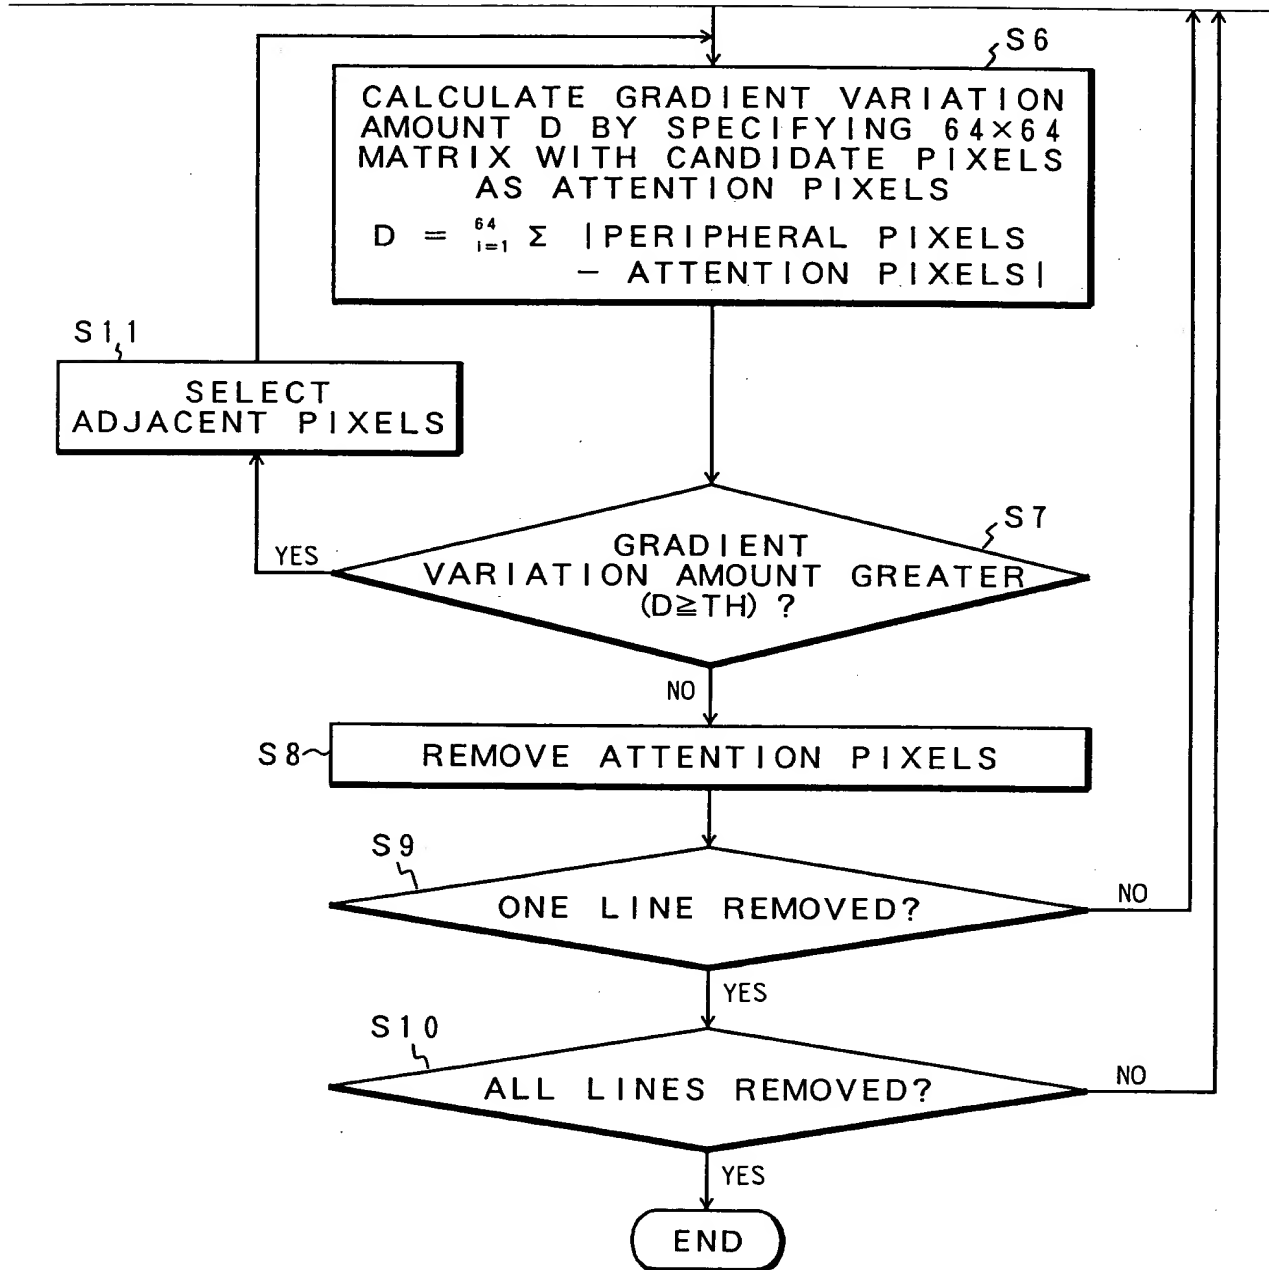 S6
CALCULATE GRADIENT VARIATION
AMOUNT D BY SPECIFYING 64×64
MATRIX WITH CANDIDATE PIXELS
AS ATTENTION PIXELS
D = 64 i=1 Σ |PERIPHERAL PIXELS
− ATTENTION PIXELS|
S11
SELECT
ADJACENT PIXELS
S7
YES
GRADIENT
VARIATION AMOUNT GREATER
(D≧TH) ?
NO
S8
REMOVE ATTENTION PIXELS
S9
ONE LINE REMOVED?
NO
YES
S10
ALL LINES REMOVED?
NO
YES
END